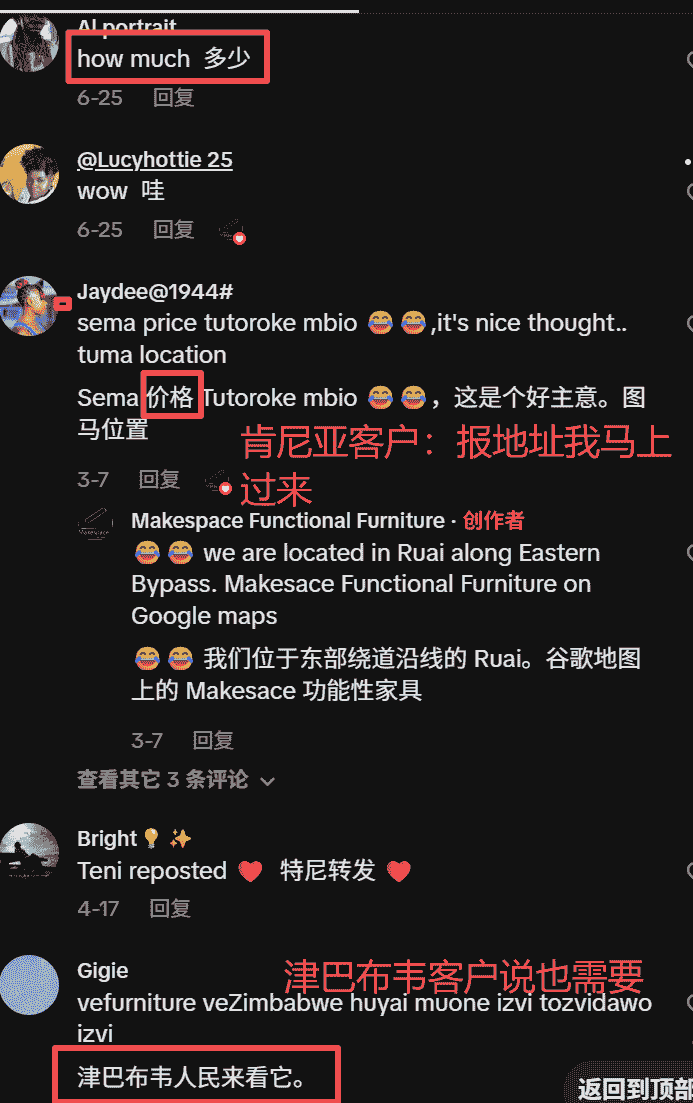 AI portrait
how much 多少
6-25 回复
@Lucyhottie 25
wow 哇
6-25 回复
Jaydee@1944#
sema price tutoroke mbio 😂 😂 ,it's nice thought..
tuma location
Sema 价格 Tutoroke mbio 😂 😂 ，这是个好主意。图
马位置
肯尼亚客户：报地址我马上
过来
3-7 回复
Makespace Functional Furniture · 创作者
😂 😂 we are located in Ruai along Eastern
Bypass. Makesace Functional Furniture on
Google maps
😂 😂 我们位于东部绕道沿线的 Ruai。谷歌地图
上的 Makesace 功能性家具
3-7 回复
查看其它 3 条评论
Bright 💡 ✨
Teni reposted ❤️ 特尼转发 ❤️
4-17 回复
Gigie
津巴布韦客户说也需要
vefurniture veZimbabwe huyai muone izvi tozvidawo
izvi
津巴布韦人民来看它。
返回到顶部